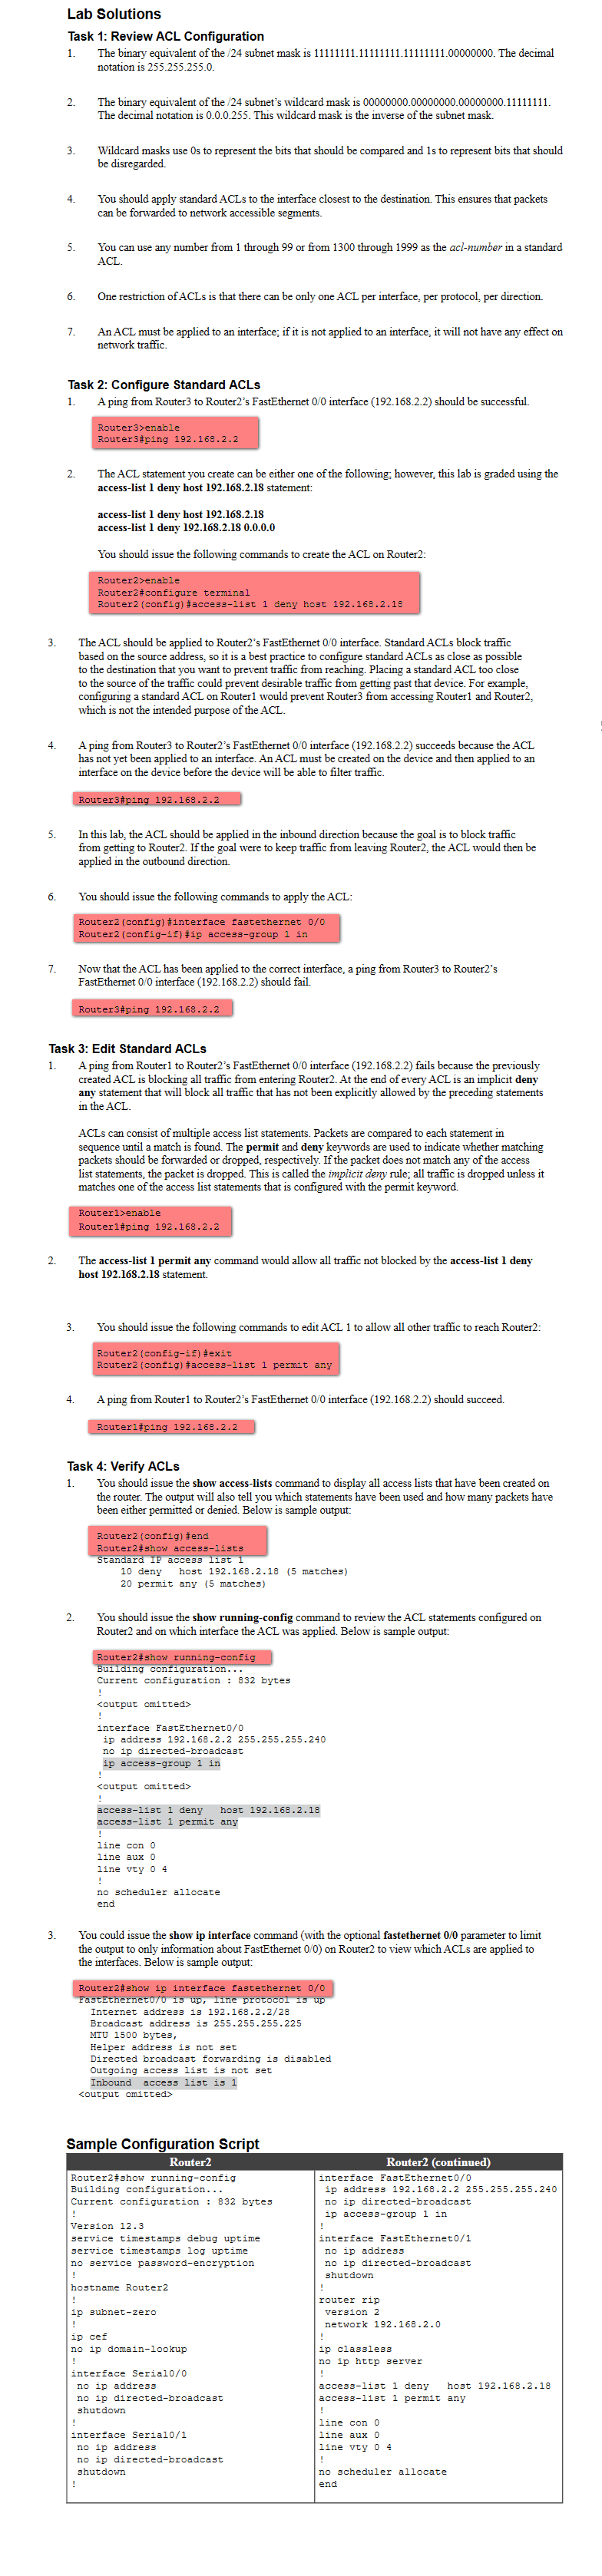 Lab Solutions
Task 1: Review ACL Configuration
1. The binary equivalent of the /24 subnet mask is 11111111.11111111.11111111.00000000. The decimal
notation is 255.255.255.0.
2. The binary equivalent of the /24 subnet's wildcard mask is 00000000.00000000.00000000.11111111.
The decimal notation is 0.0.0.255. This wildcard mask is the inverse of the subnet mask.
3. Wildcard masks use 0s to represent the bits that should be compared and 1s to represent bits that should
be disregarded.
4. You should apply standard ACLs to the interface closest to the destination. This ensures that packets
can be forwarded to network accessible segments.
5. You can use any number from 1 through 99 or from 1300 through 1999 as the acl-number in a standard
ACL.
6. One restriction of ACLs is that there can be only one ACL per interface, per protocol, per direction.
7. An ACL must be applied to an interface; if it is not applied to an interface, it will not have any effect on
network traffic.
Task 2: Configure Standard ACLs
1. A ping from Router3 to Router2's FastEthernet 0/0 interface (192.168.2.2) should be successful.
Router3>enable
Router3#ping 192.168.2.2
2. The ACL statement you create can be either one of the following; however, this lab is graded using the
access-list 1 deny host 192.168.2.18 statement:
access-list 1 deny host 192.168.2.18
access-list 1 deny 192.168.2.18 0.0.0.0
You should issue the following commands to create the ACL on Router2:
Router2>enable
Router2#configure terminal
Router2(config)#access-list 1 deny host 192.168.2.18
3. The ACL should be applied to Router2's FastEthernet 0/0 interface. Standard ACLs block traffic
based on the source address, so it is a best practice to configure standard ACLs as close as possible
to the destination that you want to prevent traffic from reaching. Placing a standard ACL too close
to the source of the traffic could prevent desirable traffic from getting past that device. For example,
configuring a standard ACL on Router1 would prevent Router3 from accessing Router1 and Router2,
which is not the intended purpose of the ACL.
4. A ping from Router3 to Router2's FastEthernet 0/0 interface (192.168.2.2) succeeds because the ACL
has not yet been applied to an interface. An ACL must be created on the device and then applied to an
interface on the device before the device will be able to filter traffic.
Router3#ping 192.168.2.2
5. In this lab, the ACL should be applied in the inbound direction because the goal is to block traffic
from getting to Router2. If the goal were to keep traffic from leaving Router2, the ACL would then be
applied in the outbound direction.
6. You should issue the following commands to apply the ACL:
Router2(config)#interface fastethernet 0/0
Router2(config-if)#ip access-group 1 in
7. Now that the ACL has been applied to the correct interface, a ping from Router3 to Router2's
FastEthernet 0/0 interface (192.168.2.2) should fail.
Router3#ping 192.168.2.2
Task 3: Edit Standard ACLs
1. A ping from Router1 to Router2's FastEthernet 0/0 interface (192.168.2.2) fails because the previously
created ACL is blocking all traffic from entering Router2. At the end of every ACL is an implicit deny
any statement that will block all traffic that has not been explicitly allowed by the preceding statements
in the ACL.
ACLs can consist of multiple access list statements. Packets are compared to each statement in
sequence until a match is found. The permit and deny keywords are used to indicate whether matching
packets should be forwarded or dropped, respectively. If the packet does not match any of the access
list statements, the packet is dropped. This is called the implicit deny rule; all traffic is dropped unless it
matches one of the access list statements that is configured with the permit keyword.
Router1>enable
Router1#ping 192.168.2.2
2. The access-list 1 permit any command would allow all traffic not blocked by the access-list 1 deny
host 192.168.2.18 statement.
3. You should issue the following commands to edit ACL 1 to allow all other traffic to reach Router2:
Router2(config-if)#exit
Router2(config)#access-list 1 permit any
4. A ping from Router1 to Router2's FastEthernet 0/0 interface (192.168.2.2) should succeed.
Router1#ping 192.168.2.2
Task 4: Verify ACLs
1. You should issue the show access-lists command to display all access lists that have been created on
the router. The output will also tell you which statements have been used and how many packets have
been either permitted or denied. Below is sample output:
Router2(config)#end
Router2#show access-lists
Standard IP access list 1
10 deny host 192.168.2.18 (5 matches)
20 permit any (5 matches)
2. You should issue the show running-config command to review the ACL statements configured on
Router2 and on which interface the ACL was applied. Below is sample output:
Router2#show running-config
Building configuration...
Current configuration : 832 bytes
!
<output omitted>
!
interface FastEthernet0/0
ip address 192.168.2.2 255.255.255.240
no ip directed-broadcast
ip access-group 1 in
!
<output omitted>
!
access-list 1 deny host 192.168.2.18
access-list 1 permit any
!
line con 0
line aux 0
line vty 0 4
!
no scheduler allocate
end
3. You could issue the show ip interface command (with the optional fastethernet 0/0 parameter to limit
the output to only information about FastEthernet 0/0) on Router2 to view which ACLs are applied to
the interfaces. Below is sample output:
Router2#show ip interface fastethernet 0/0
FastEthernet0/0 is up, line protocol is up
Internet address is 192.168.2.2/28
Broadcast address is 255.255.255.225
MTU 1500 bytes,
Helper address is not set
Directed broadcast forwarding is disabled
Outgoing access list is not set
Inbound access list is 1
<output omitted>
Sample Configuration Script
Router2
Router2#show running-config
Building configuration...
Current configuration : 832 bytes
!
Version 12.3
service timestamps debug uptime
service timestamps log uptime
no service password-encryption
!
hostname Router2
!
ip subnet-zero
!
ip cef
no ip domain-lookup
!
interface Serial0/0
no ip address
no ip directed-broadcast
shutdown
!
interface Serial0/1
no ip address
no ip directed-broadcast
shutdown
!
Router2 (continued)
interface FastEthernet0/0
ip address 192.168.2.2 255.255.255.240
no ip directed-broadcast
ip access-group 1 in
!
interface FastEthernet0/1
no ip address
no ip directed-broadcast
shutdown
!
router rip
version 2
network 192.168.2.0
!
ip classless
no ip http server
!
access-list 1 deny host 192.168.2.18
access-list 1 permit any
!
line con 0
line aux 0
line vty 0 4
!
no scheduler allocate
end